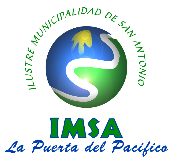 ILUSTRE MUNICIPALIDAD DE SAN ANTONIO
IMSA
La Puerta del Pacífico